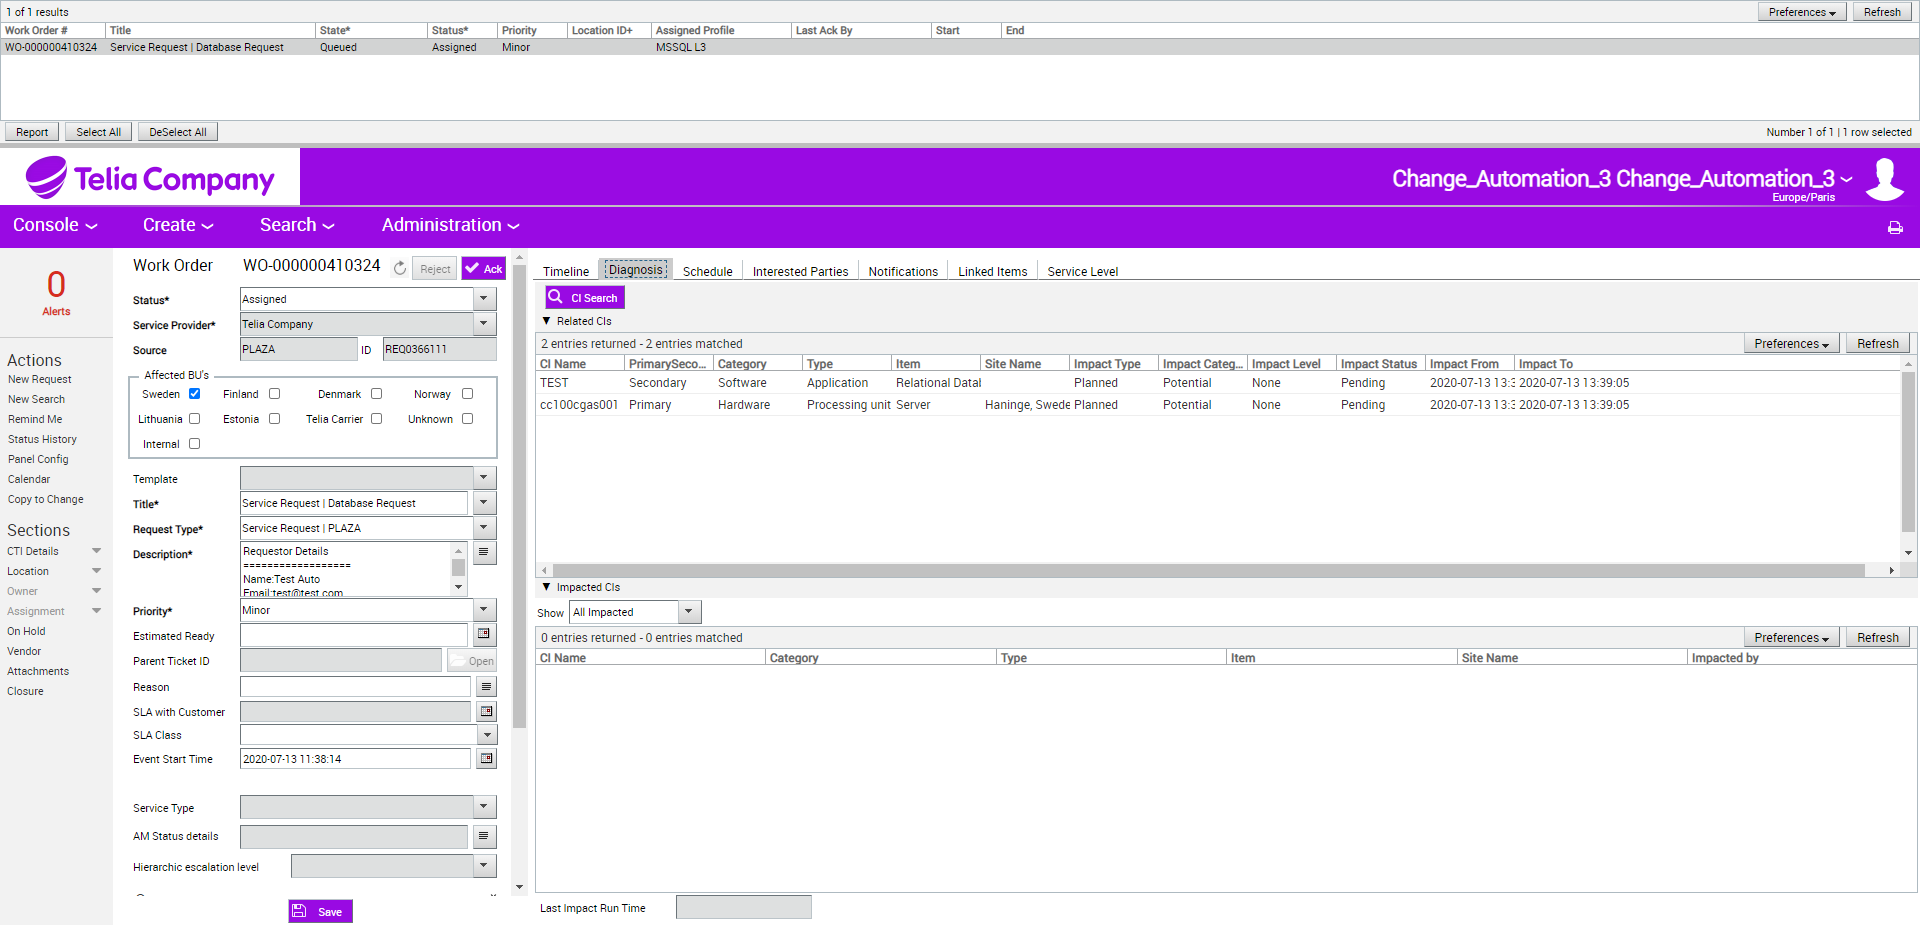 1 of 1 results
Preferences
Refresh
Work Order # Title State* Status* Priority Location ID+ Assigned Profile Last Ack By Start End
WO-000000410324 Service Request | Database Request Queued Assigned Minor MSSQL L3
Report Select All DeSelect All
Number 1 of 1 | 1 row selected
Telia Company
Change_Automation_3 Change_Automation_3
Europe/Paris
Console Create Search Administration
0
Alerts
Actions
New Request
New Search
Remind Me
Status History
Panel Config
Calendar
Copy to Change
Sections
CTI Details
Location
Owner
Assignment
On Hold
Vendor
Attachments
Closure
Work Order WO-000000410324 Reject Ack
Status* Assigned
Service Provider* Telia Company
Source PLAZA ID REQ0366111
Affected BU's
Sweden Finland Denmark Norway
Lithuania Estonia Telia Carrier Unknown
Internal
Template
Title* Service Request | Database Request
Request Type* Service Request | PLAZA
Description* Requestor Details
==================
Name:Test Auto
Email:test@test.com
Priority* Minor
Estimated Ready
Parent Ticket ID Open
Reason
SLA with Customer
SLA Class
Event Start Time 2020-07-13 11:38:14
Service Type
AM Status details
Hierarchic escalation level
Save
Timeline Diagnosis Schedule Interested Parties Notifications Linked Items Service Level
CI Search
Related CIs
2 entries returned - 2 entries matched Preferences Refresh
CI Name PrimarySeco... Category Type Item Site Name Impact Type Impact Categ... Impact Level Impact Status Impact From Impact To
TEST Secondary Software Application Relational Datab Planned Potential None Pending 2020-07-13 13:3 2020-07-13 13:39:05
cc100cgas001 Primary Hardware Processing unit Server Haninge, Swede Planned Potential None Pending 2020-07-13 13:3 2020-07-13 13:39:05
Impacted CIs
Show All Impacted
0 entries returned - 0 entries matched Preferences Refresh
CI Name Category Type Item Site Name Impacted by
Last Impact Run Time